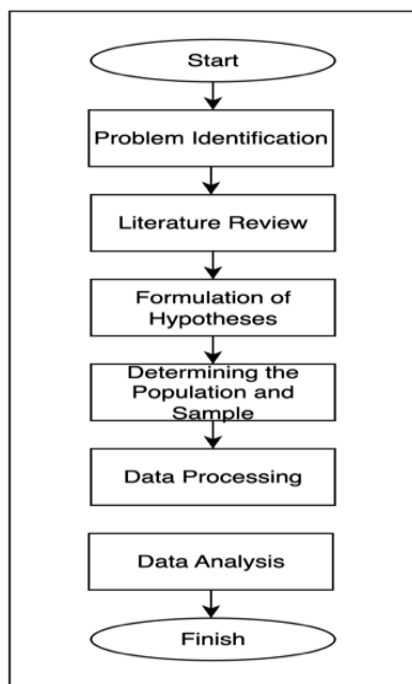 Start
Problem Identification
Literature Review
Formulation of
Hypotheses
Determining the
Population and
Sample
Data Processing
Data Analysis
Finish